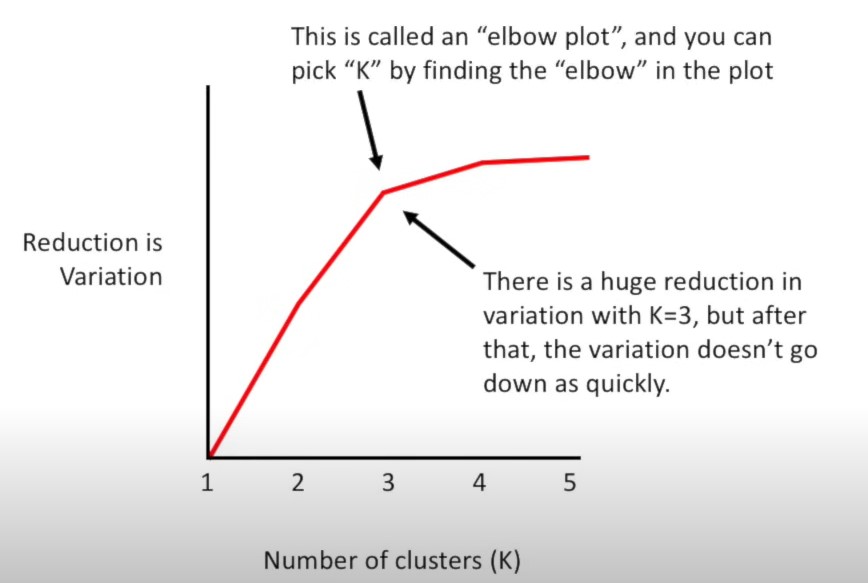 This is called an “elbow plot”, and you can
pick “K” by finding the “elbow” in the plot
Reduction is
Variation
There is a huge reduction in
variation with K=3, but after
that, the variation doesn’t go
down as quickly.
1 2 3 4 5
Number of clusters (K)